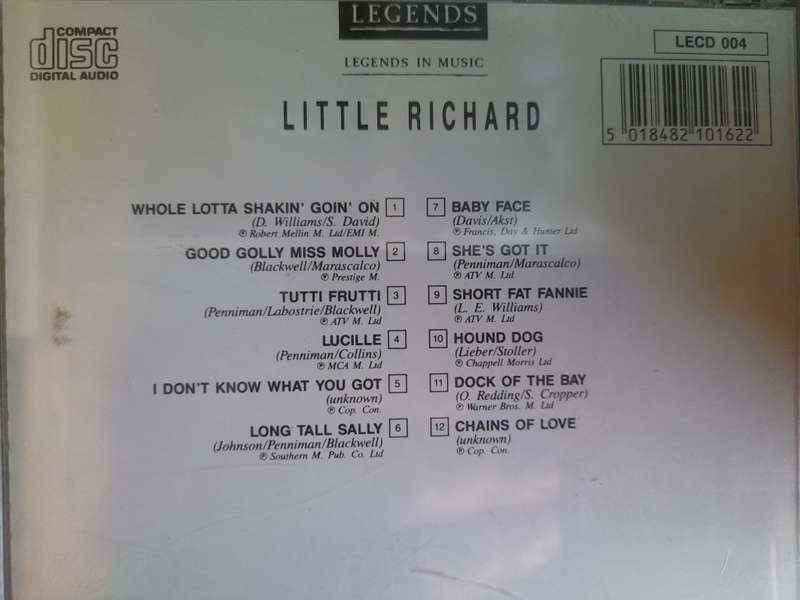 COMPACT
disc
DIGITAL AUDIO
LEGENDS
LEGENDS IN MUSIC
LECD 004
5 018482 101622
LITTLE RICHARD
WHOLE LOTTA SHAKIN' GOIN' ON 1
(D. Williams/S. David)
℗ Robert Mellin M. Ltd/EMI M.
GOOD GOLLY MISS MOLLY 2
(Blackwell/Marascalco)
℗ Prestige M.
TUTTI FRUTTI 3
(Penniman/Labostrie/Blackwell)
℗ ATV M. Ltd
LUCILLE 4
(Penniman/Collins)
℗ MCA M. Ltd
I DON'T KNOW WHAT YOU GOT 5
(unknown)
℗ Cop. Con.
LONG TALL SALLY 6
(Johnson/Penniman/Blackwell)
℗ Southern M. Pub. Co. Ltd
7 BABY FACE
(Davis/Akst)
℗ Francis, Day & Hunter Ltd
8 SHE'S GOT IT
(Penniman/Marascalco)
℗ ATV M. Ltd
9 SHORT FAT FANNIE
(L. E. Williams)
℗ ATV M. Ltd
10 HOUND DOG
(Lieber/Stoller)
℗ Chappell Morris Ltd
11 DOCK OF THE BAY
(O. Redding/S. Cropper)
℗ Warner Bros. M. Ltd
12 CHAINS OF LOVE
(unknown)
℗ Cop. Con.